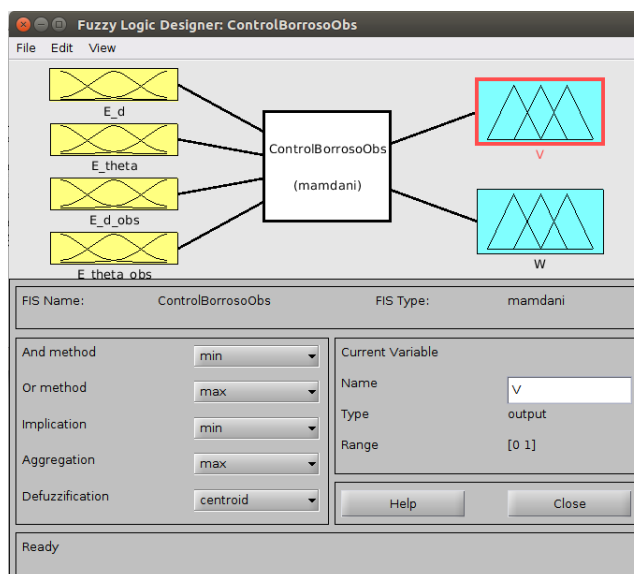 Fuzzy Logic Designer: ControlBorrosoObs
File Edit View
E_d
E_theta
E_d_obs
E_theta_obs
ControlBorrosoObs
(mamdani)
V
W
FIS Name: ControlBorrosoObs FIS Type: mamdani
And method min
Or method max
Implication min
Aggregation max
Defuzzification centroid
Current Variable
Name V
Type output
Range [0 1]
Help Close
Ready